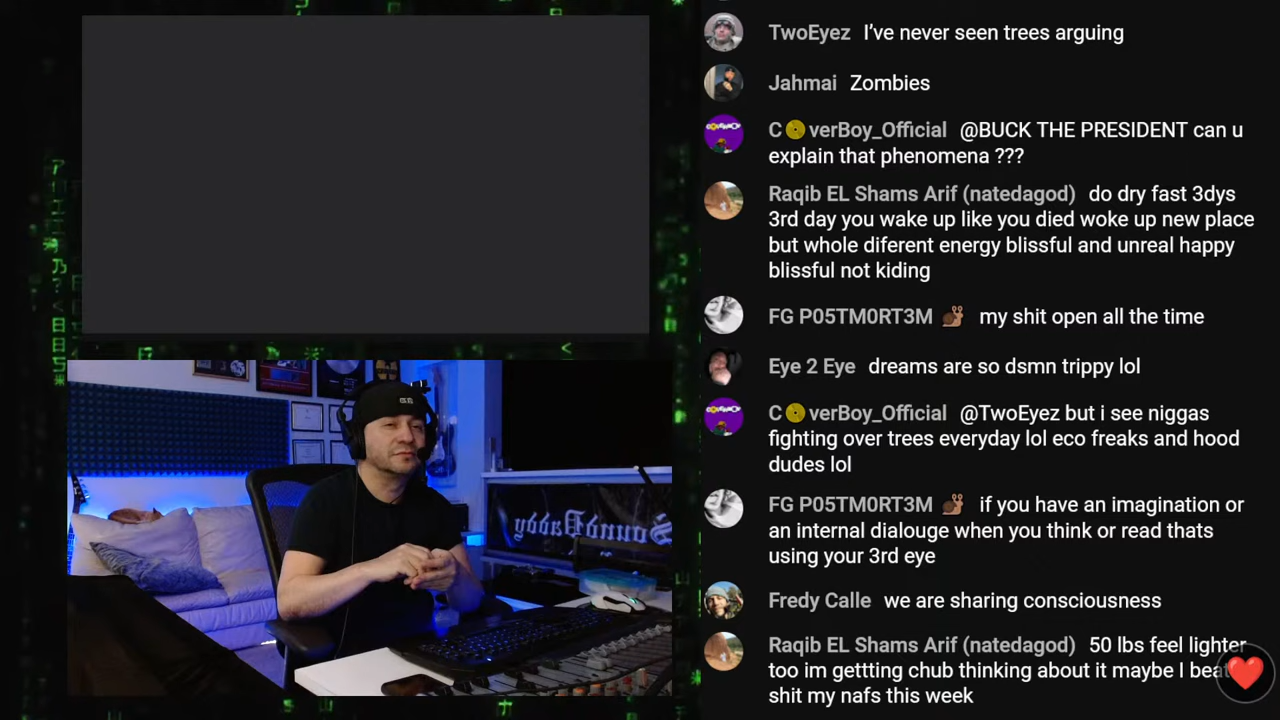 TwoEyez I’ve never seen trees arguing
Jahmai Zombies
C verBoy_Official @BUCK THE PRESIDENT can u
explain that phenomena ???
Raqib EL Shams Arif (natedagod) do dry fast 3dys
3rd day you wake up like you died woke up new place
but whole diferent energy blissful and unreal happy
blissful not kiding
FG P05TM0RT3M 🐌 my shit open all the time
Eye 2 Eye dreams are so dsmn trippy lol
C verBoy_Official @TwoEyez but i see niggas
fighting over trees everyday lol eco freaks and hood
dudes lol
FG P05TM0RT3M 🐌 if you have an imagination or
an internal dialouge when you think or read thats
using your 3rd eye
Fredy Calle we are sharing consciousness
Raqib EL Shams Arif (natedagod) 50 lbs feel lighter
too im gettting chub thinking about it maybe I beat
shit my nafs this week
SoundDaddy